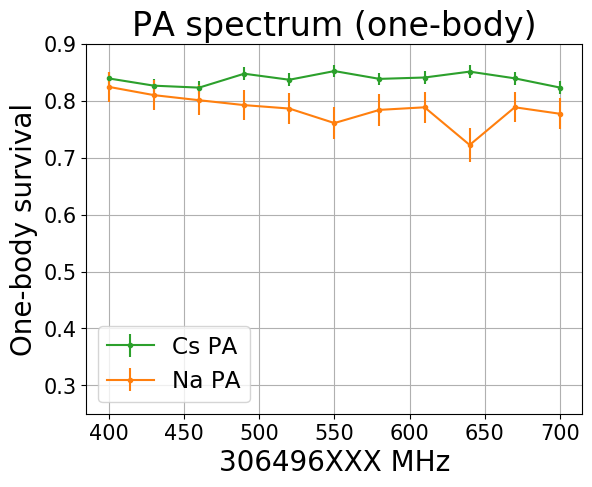 PA spectrum (one-body)
One-body survival
0.9
0.8
0.7
0.6
0.5
0.4
0.3
Cs PA
Na PA
400 450 500 550 600 650 700
306496XXX MHz